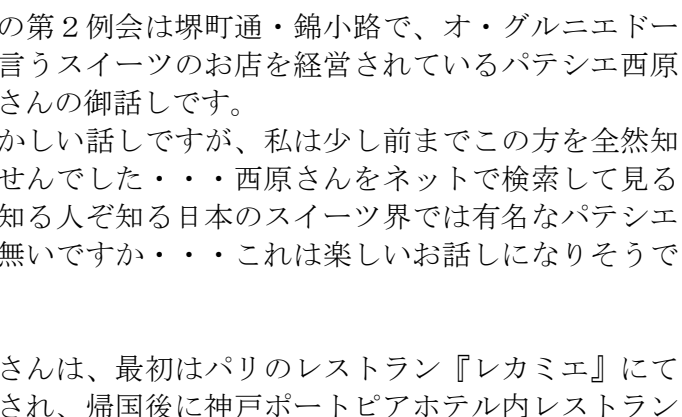 の第２例会は堺町通・錦小路で、オ・グルニエドー
言うスイーツのお店を経営されているパテシエ西原
さんの御話しです。
かしい話しですが、私は少し前までこの方を全然知
せんでした・・・西原さんをネットで検索して見る
知る人ぞ知る日本のスイーツ界では有名なパテシエ
無いですか・・・これは楽しいお話しになりそうで
さんは、最初はパリのレストラン『レカミエ』にて
され、帰国後に神戸ポートピアホテル内レストラン